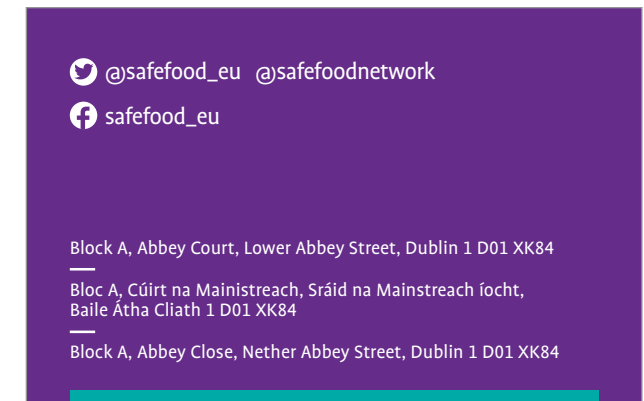 @safefood_eu @safefoodnetwork
safefood_eu
Block A, Abbey Court, Lower Abbey Street, Dublin 1 D01 XK84
Bloc A, Cúirt na Mainistreach, Sráid na Mainstreach íocht,
Baile Átha Cliath 1 D01 XK84
Block A, Abbey Close, Nether Abbey Street, Dublin 1 D01 XK84